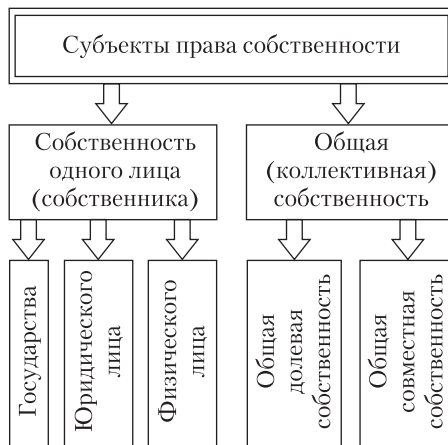 Субъекты права собственности
Собственность
одного лица
(собственника)
Общая
(коллективная)
собственность
Государства
Юридического
лица
Физического
лица
Общая
долевая
собственность
Общая
совместная
собственность